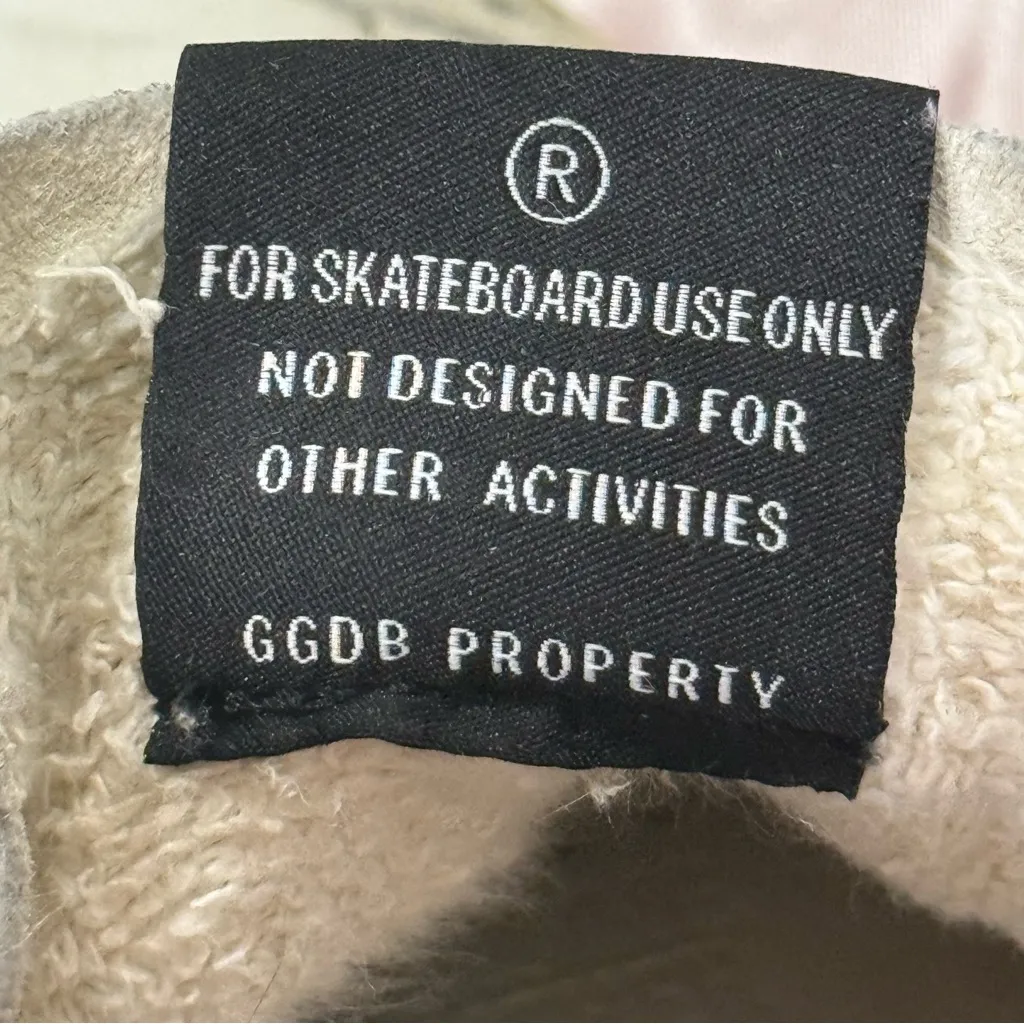 ®
FOR SKATEBOARD USE ONLY
NOT DESIGNED FOR
OTHER ACTIVITIES
GGDB PROPERTY